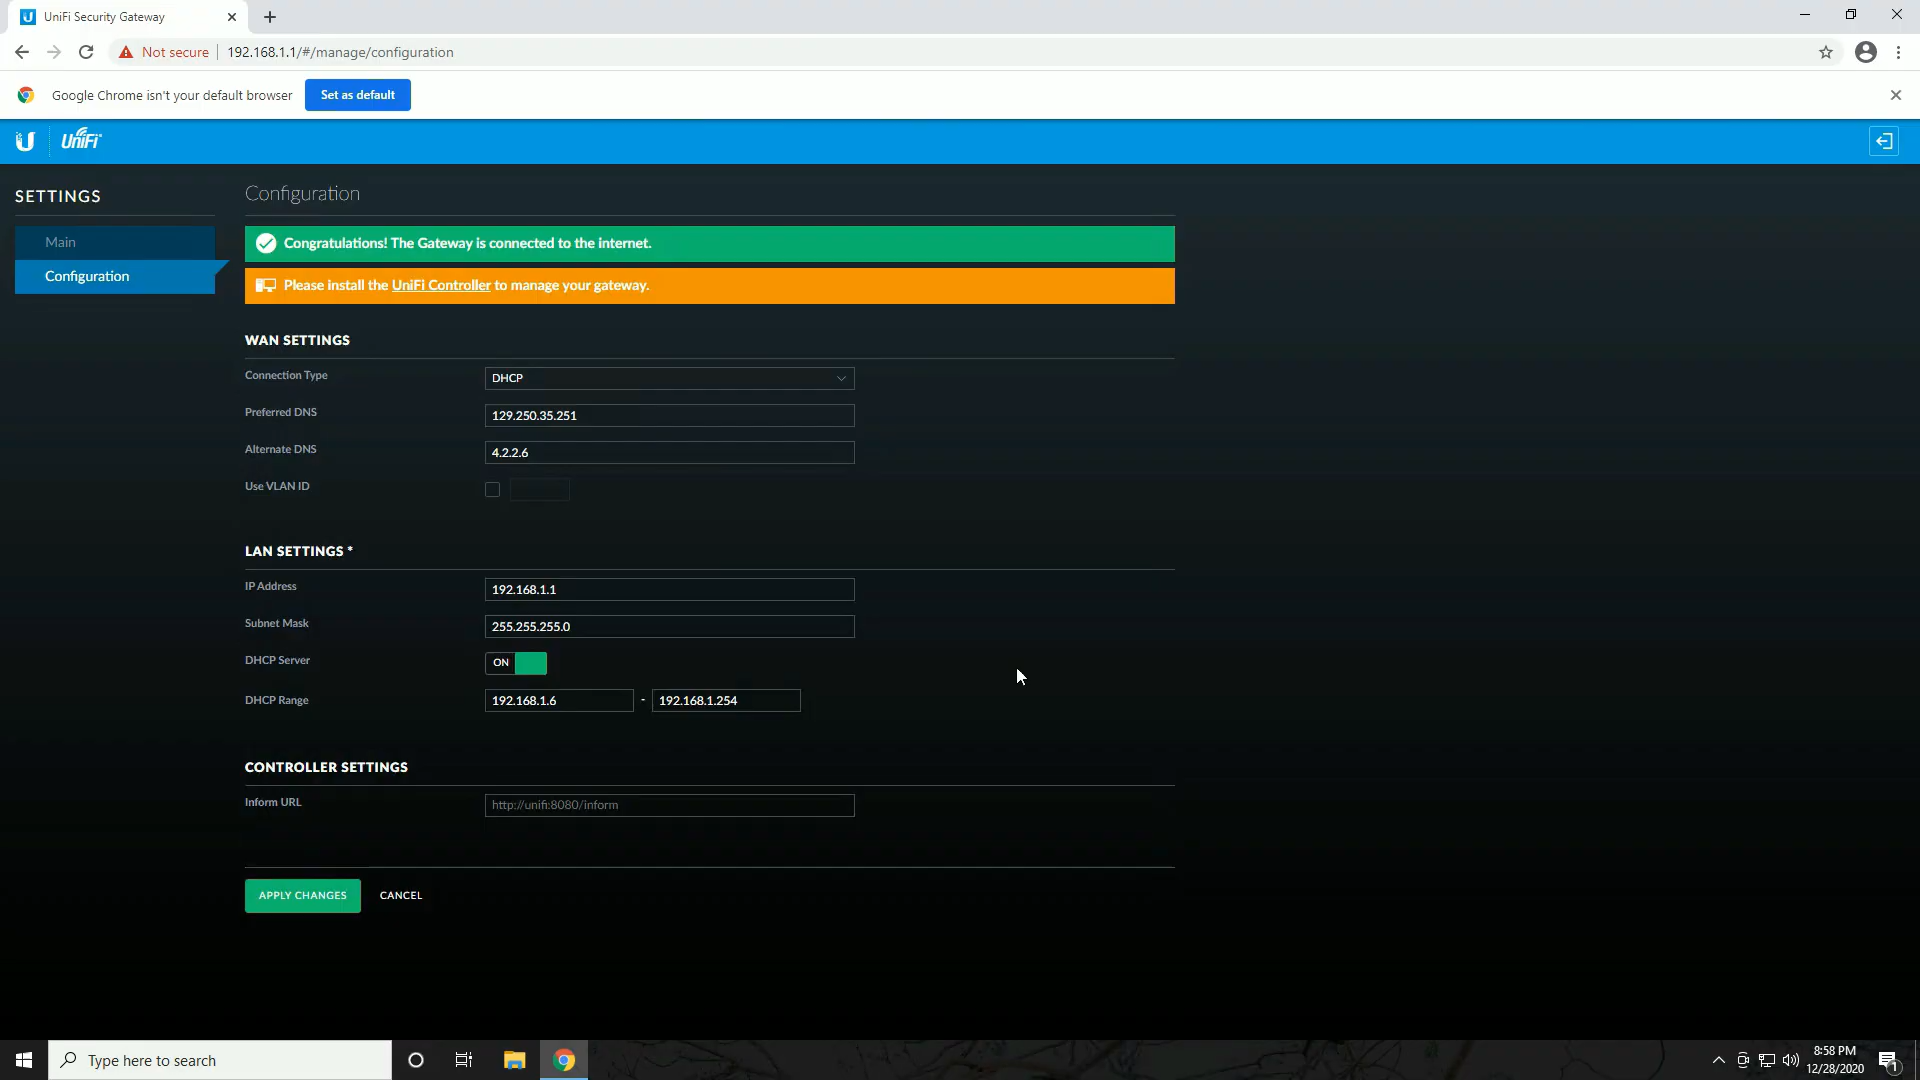 UniFi Security Gateway
Not secure
192.168.1.1/#/manage/configuration
Google Chrome isn't your default browser
Set as default
UniFi
SETTINGS
Main
Configuration
Configuration
Congratulations! The Gateway is connected to the internet.
Please install the UniFi Controller to manage your gateway.
WAN SETTINGS
Connection Type
DHCP
Preferred DNS
129.250.35.251
Alternate DNS
4.2.2.6
Use VLAN ID
LAN SETTINGS *
IP Address
192.168.1.1
Subnet Mask
255.255.255.0
DHCP Server
ON
DHCP Range
192.168.1.6 - 192.168.1.254
CONTROLLER SETTINGS
Inform URL
http://unifi:8080/inform
APPLY CHANGES
CANCEL
Type here to search
8:58 PM
12/28/2020
1